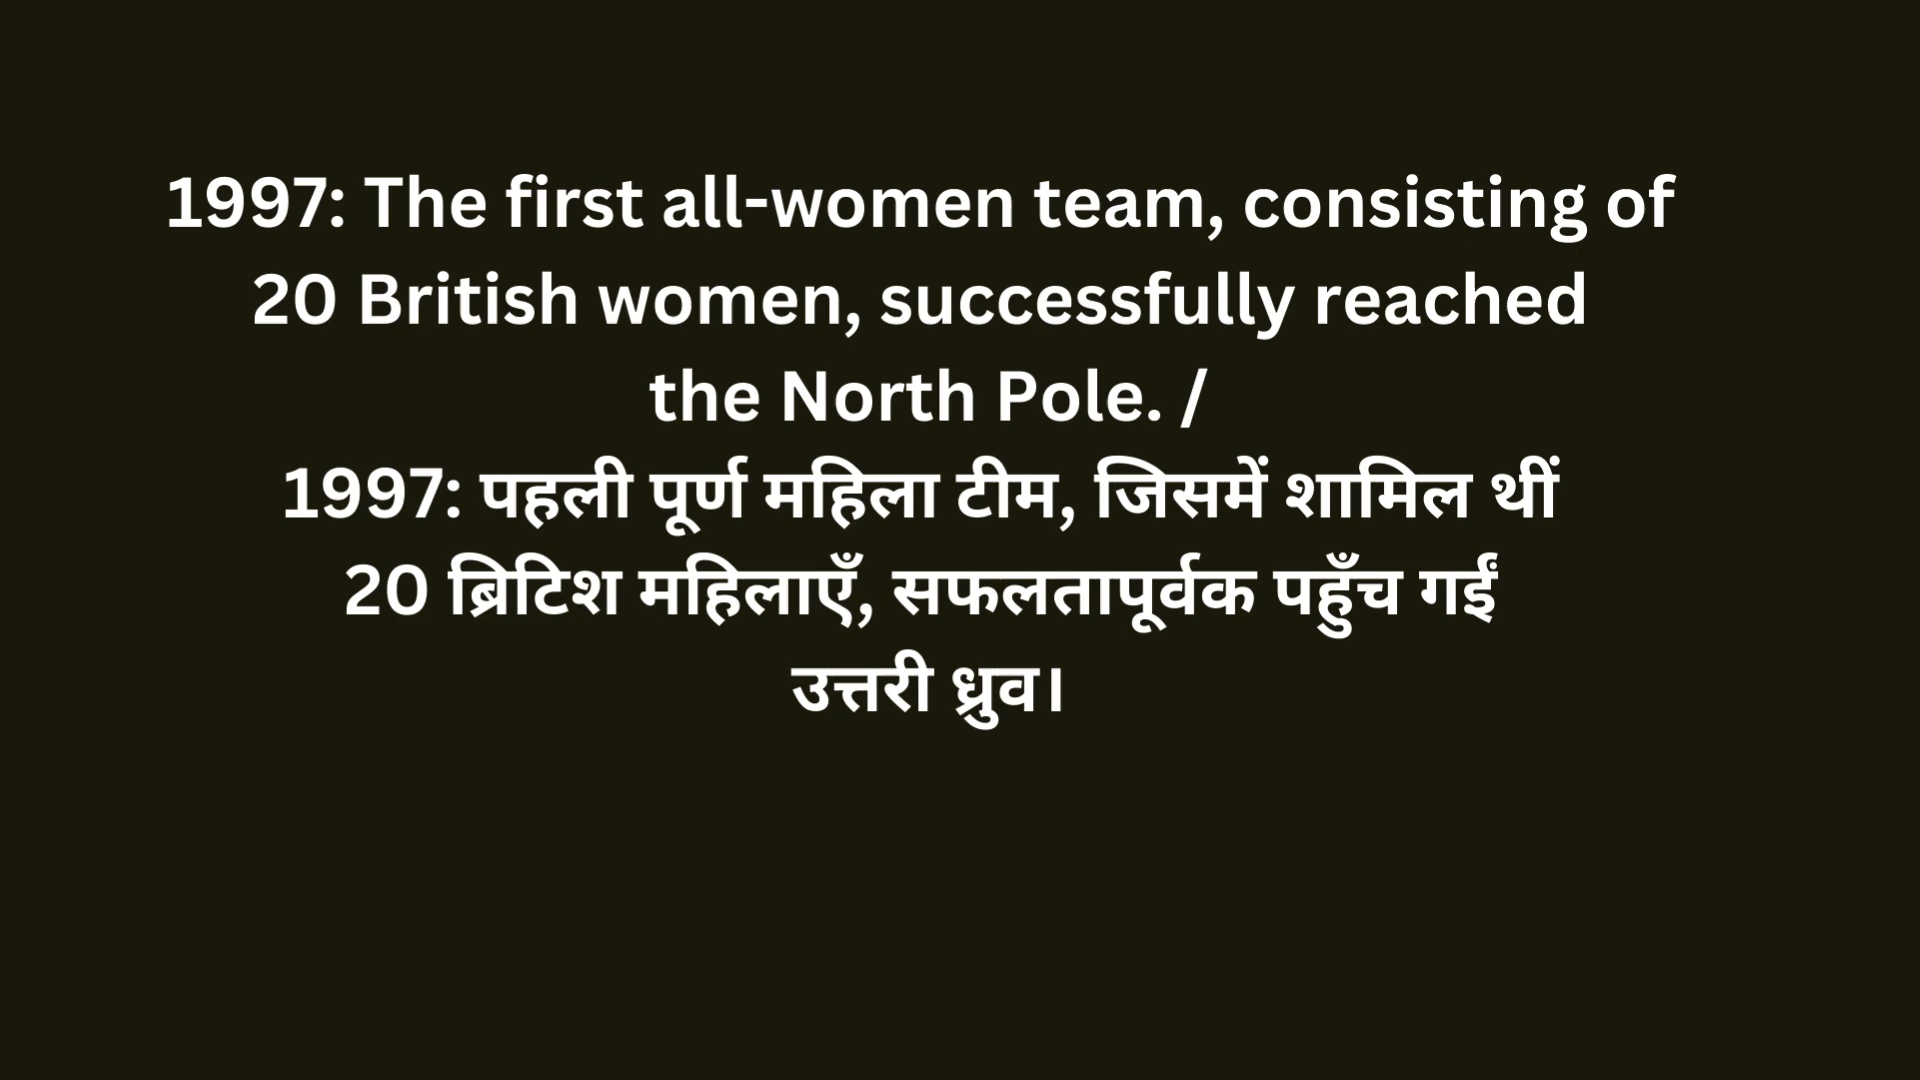 1997: The first all-women team, consisting of
20 British women, successfully reached
the North Pole. /
1997: पहली पूर्ण महिला टीम, जिसमें शामिल थीं
20 ब्रिटिश महिलाएँ, सफलतापूर्वक पहुँच गईं
उत्तरी ध्रुव।